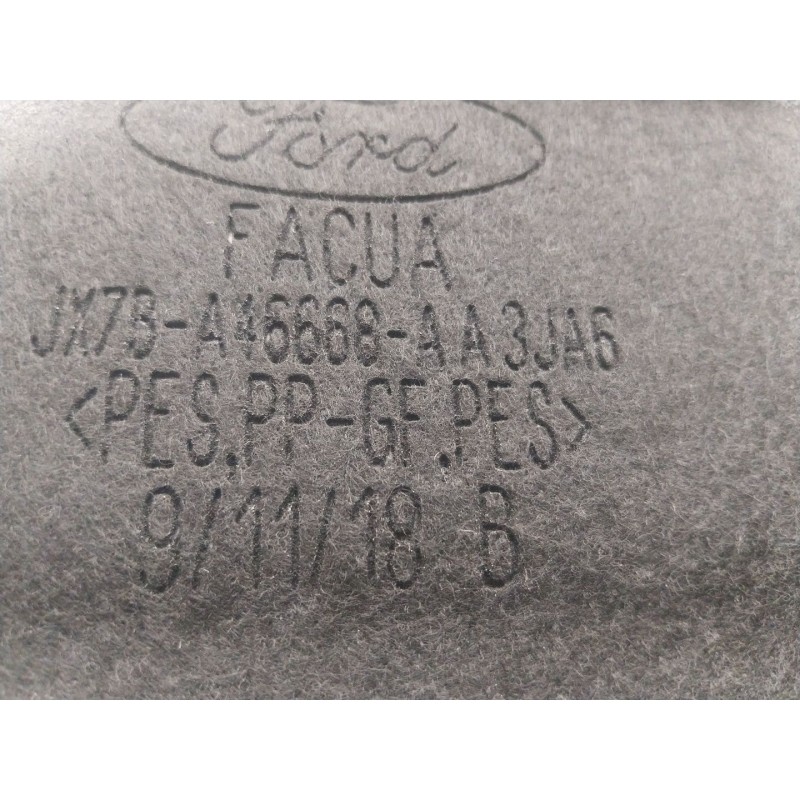 Ford
FACUA
JX7B-A46668-AA3JA6
<PES,PP-GF,PES>
9/11/18 B